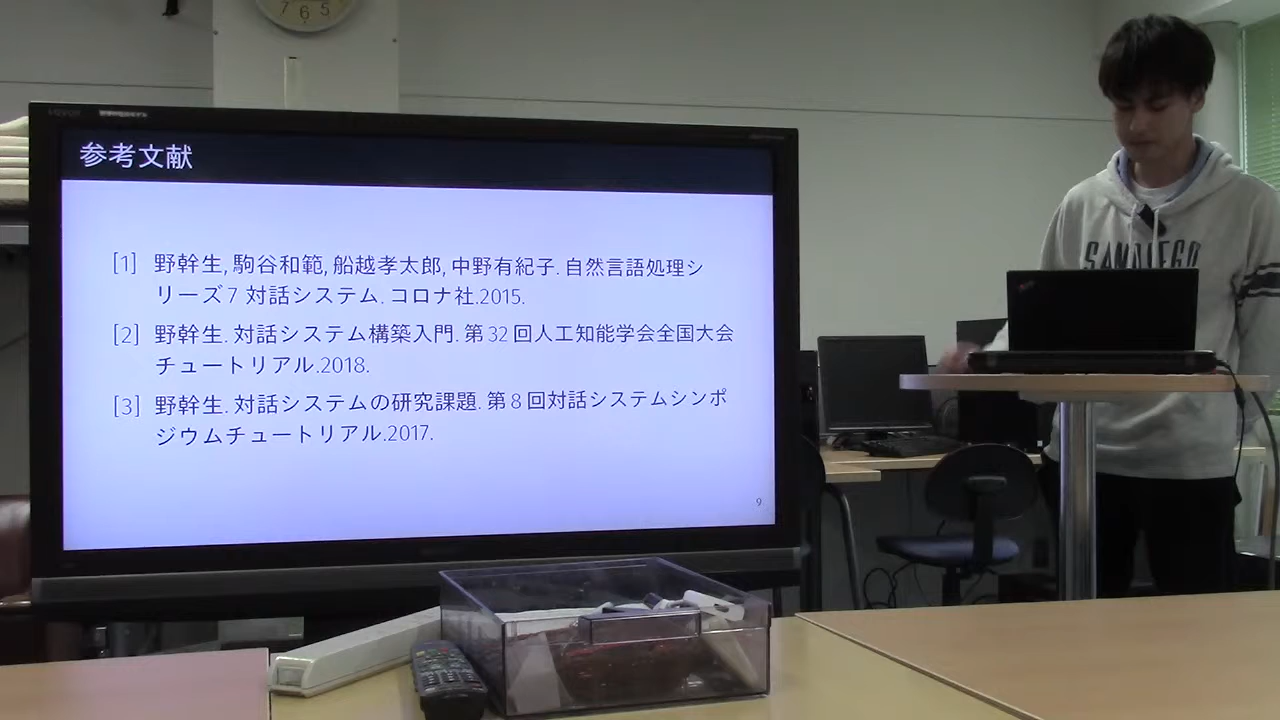 7 6 5
参考文献
[1] 野幹生, 駒谷和範, 船越孝太郎, 中野有紀子. 自然言語処理シ
リーズ 7 対話システム. コロナ社.2015.
[2] 野幹生. 対話システム構築入門. 第 32 回人工知能学会全国大会
チュートリアル.2018.
[3] 野幹生. 対話システムの研究課題. 第 8 回対話システムシンポ
ジウムチュートリアル.2017.
9
SAN DIEGO